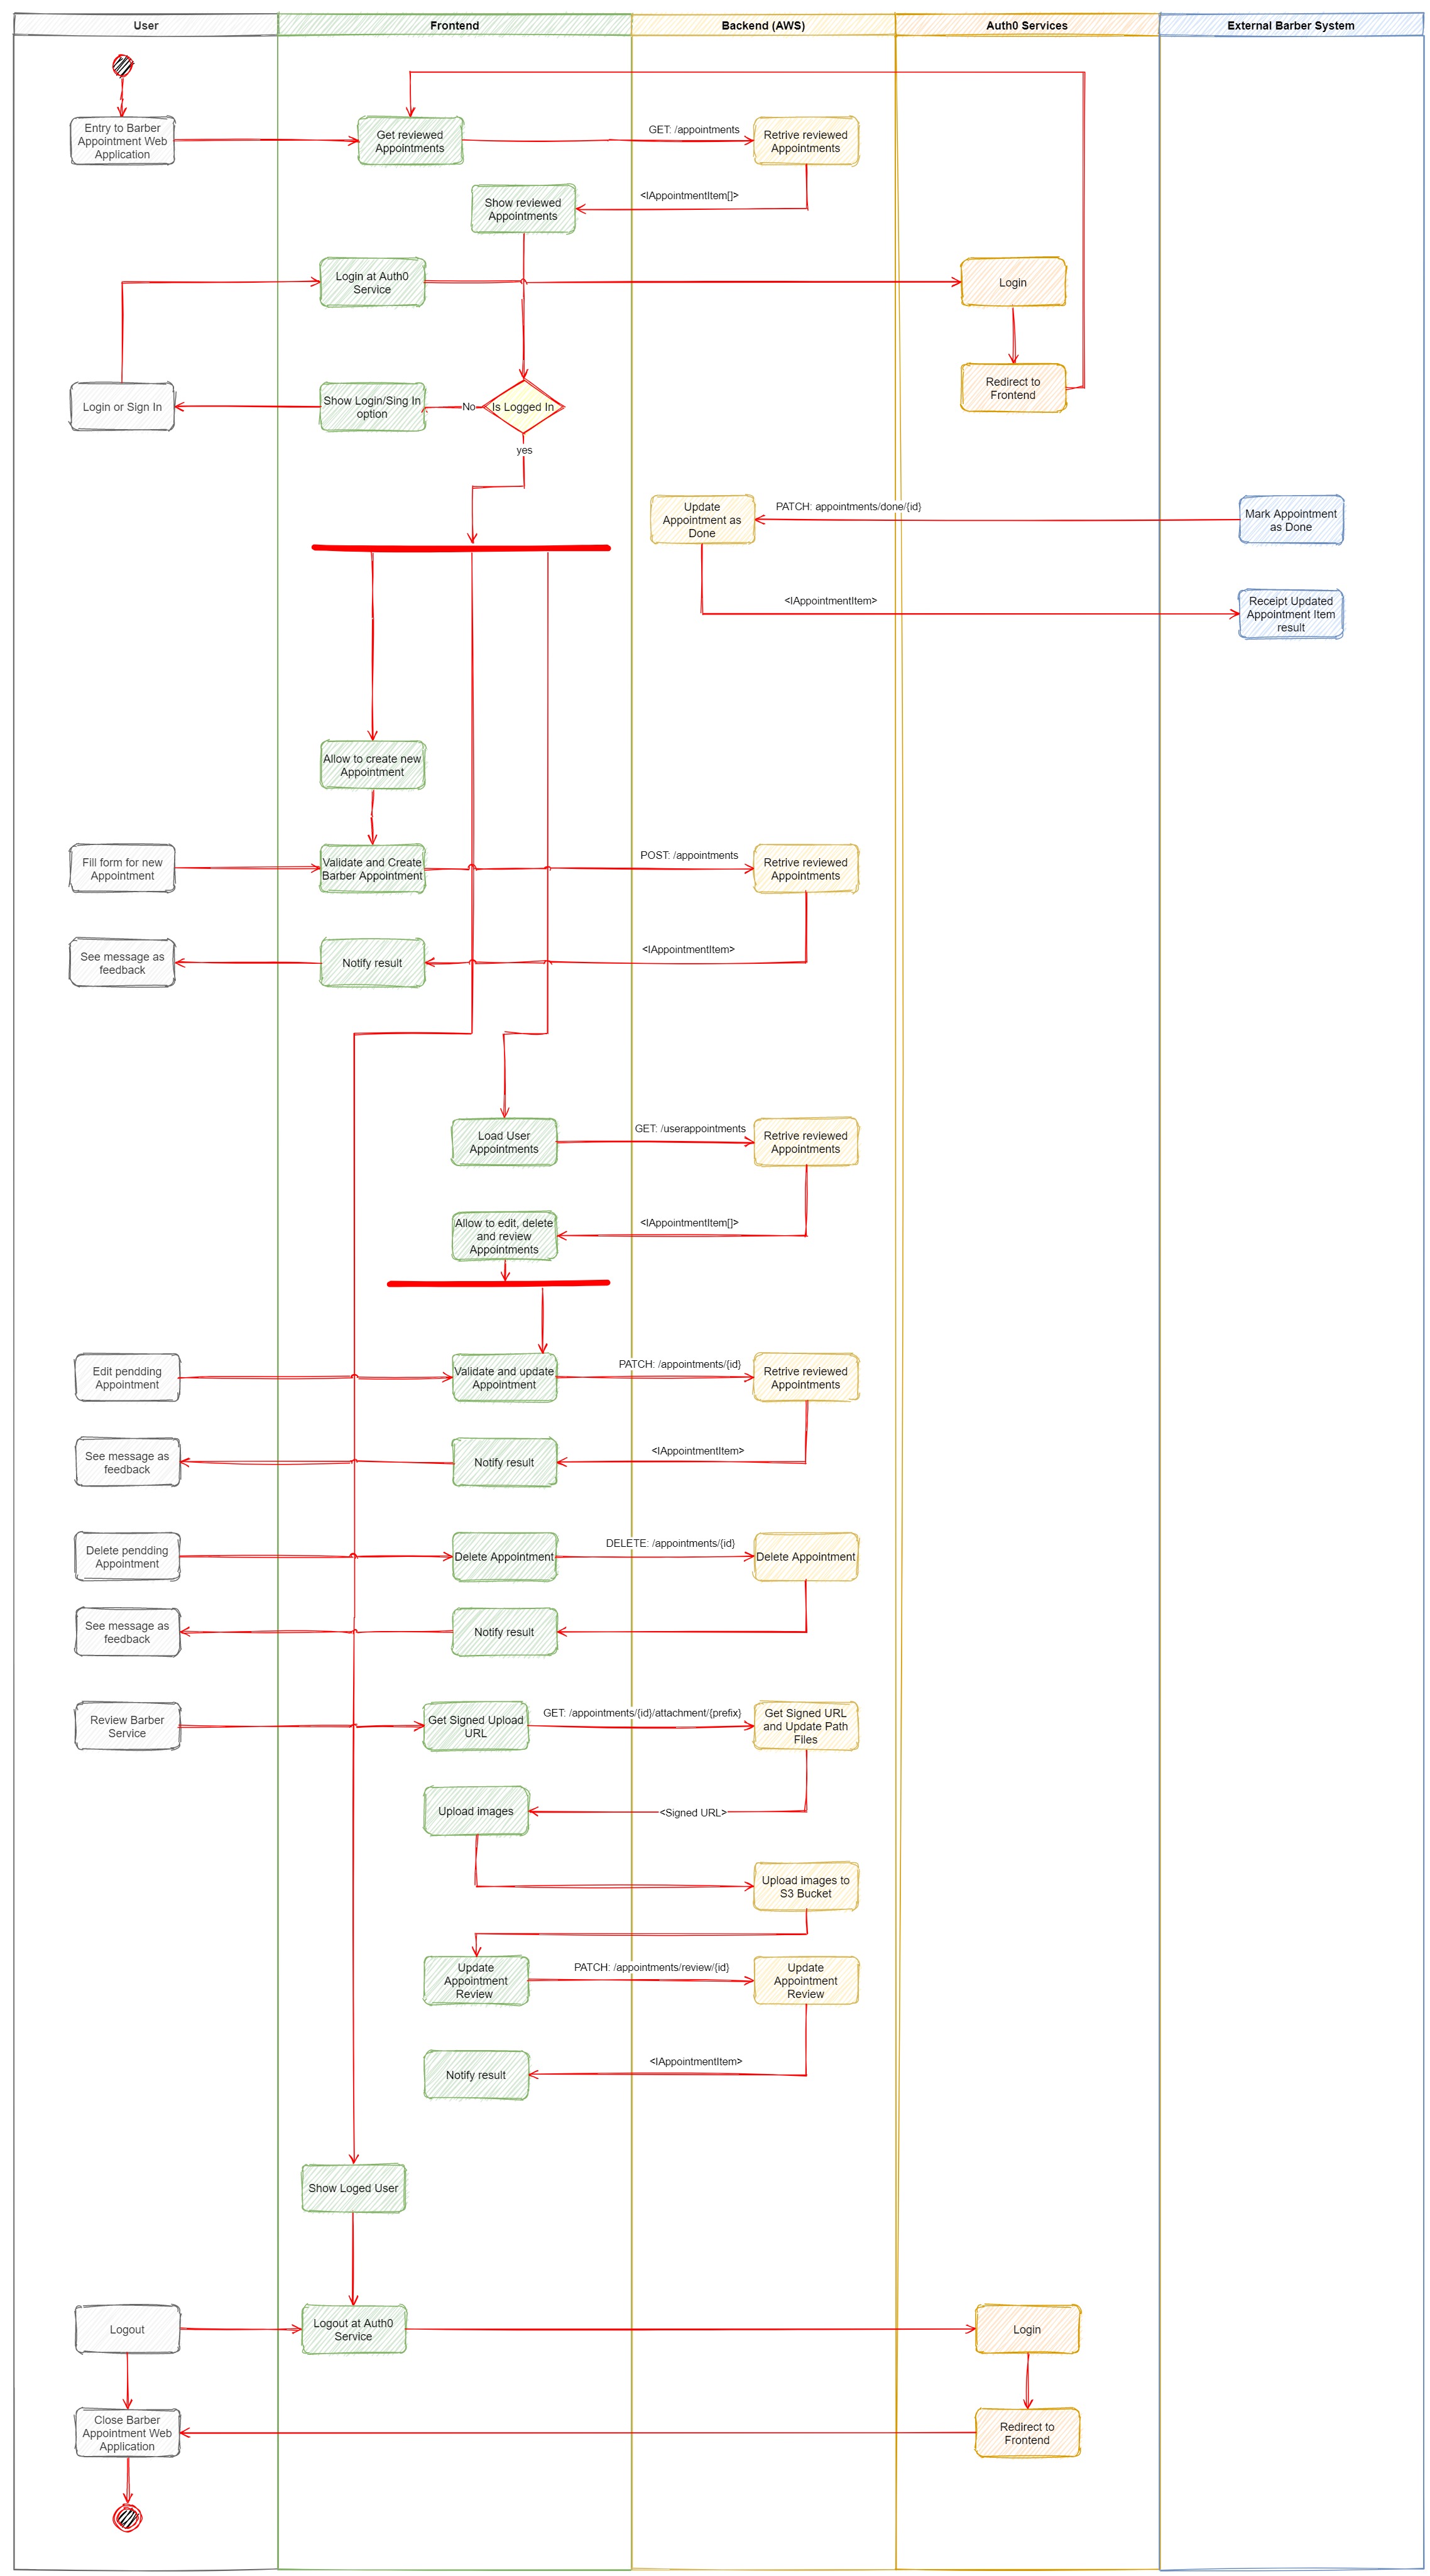 User
Frontend
Backend (AWS)
Auth0 Services
External Barber System
Entry to Barber
Appointment Web
Application
Get reviewed
Appointments
GET: /appointments
Retrive reviewed
Appointments
Show reviewed
Appointments
<IAppointmentItem[]>
Login at Auth0
Service
Login
Login or Sign In
Show Login/Sing In
option
No
Is Logged In
yes
Redirect to
Frontend
Update
Appointment as
Done
PATCH: appointments/done/{id}
Mark Appointment
as Done
<IAppointmentItem>
Receipt Updated
Appointment Item
result
Allow to create new
Appointment
Fill form for new
Appointment
Validate and Create
Barber Appointment
POST: /appointments
Retrive reviewed
Appointments
See message as
feedback
Notify result
<IAppointmentItem>
Load User
Appointments
GET: /userappointments
Retrive reviewed
Appointments
Allow to edit, delete
and review
Appointments
<IAppointmentItem[]>
Edit pendding
Appointment
Validate and update
Appointment
PATCH: /appointments/{id}
Retrive reviewed
Appointments
See message as
feedback
Notify result
<IAppointmentItem>
Delete pendding
Appointment
Delete Appointment
DELETE: /appointments/{id}
Delete Appointment
See message as
feedback
Notify result
Review Barber
Service
Get Signed Upload
URL
GET: /appointments/{id}/attachment/{prefix}
Get Signed URL
and Update Path
Files
Upload images
<Signed URL>
Upload images to
S3 Bucket
Update
Appointment
Review
PATCH: /appointments/review/{id}
Update
Appointment
Review
Notify result
<IAppointmentItem>
Show Loged User
Logout
Logout at Auth0
Service
Login
Close Barber
Appointment Web
Application
Redirect to
Frontend